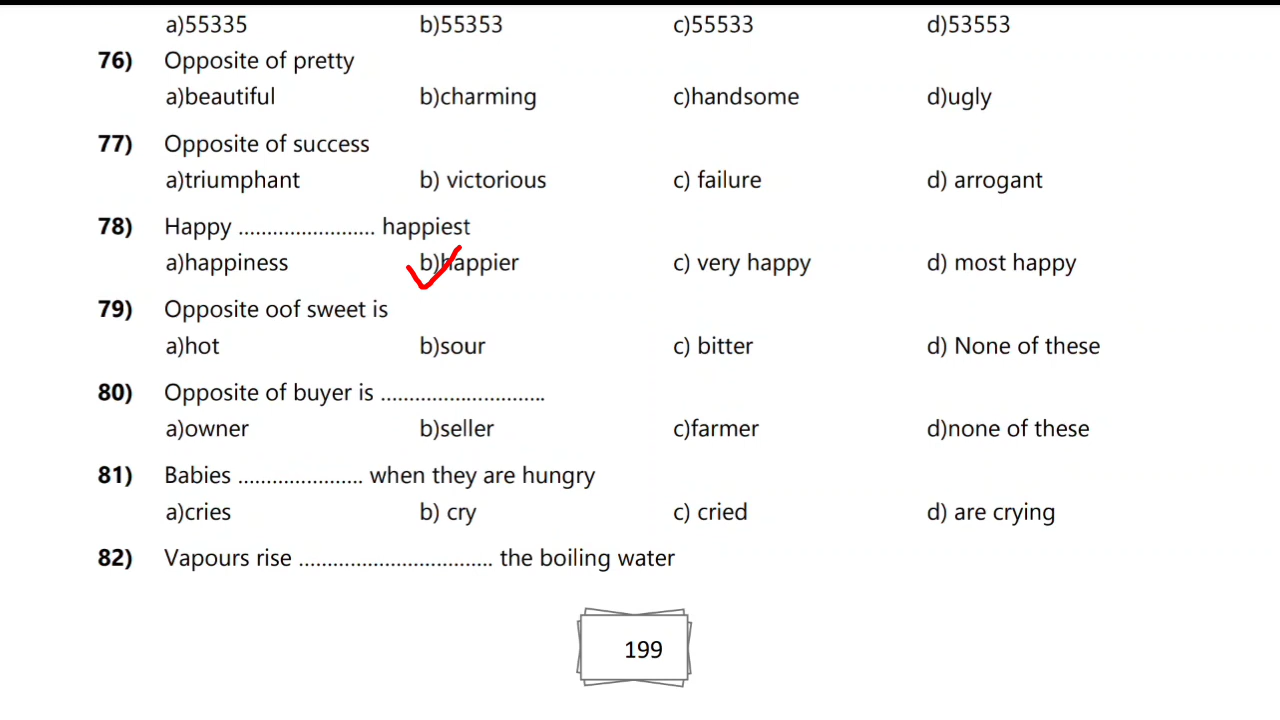 a)55335 b)55353 c)55533 d)53553
76) Opposite of pretty
a)beautiful b)charming c)handsome d)ugly
77) Opposite of success
a)triumphant b) victorious c) failure d) arrogant
78) Happy ........................ happiest
a)happiness b)happier c) very happy d) most happy
79) Opposite oof sweet is
a)hot b)sour c) bitter d) None of these
80) Opposite of buyer is .............................
a)owner b)seller c)farmer d)none of these
81) Babies ...................... when they are hungry
a)cries b) cry c) cried d) are crying
82) Vapours rise .................................. the boiling water
199